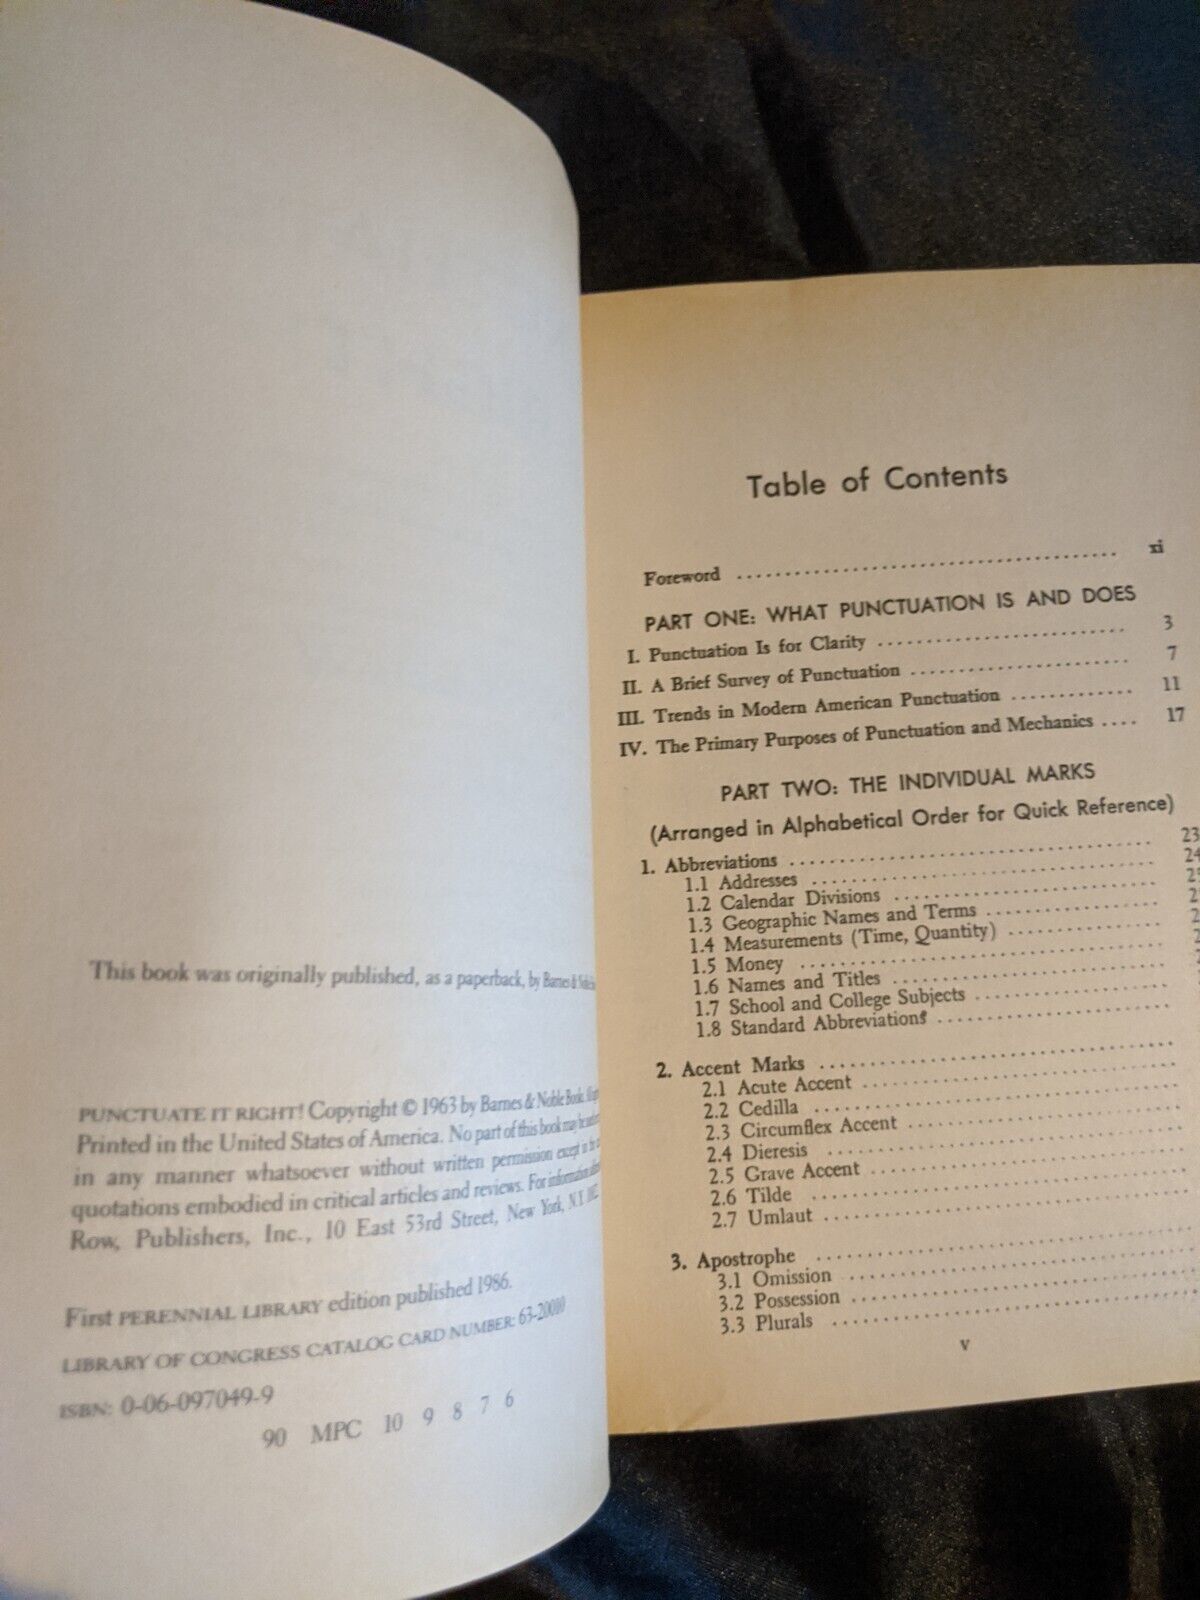 This book was originally published, as a paperback, by Barnes & Noble
PUNCTUATE IT RIGHT! Copyright © 1963 by Barnes & Noble Book.
Printed in the United States of America. No part of this book may be
in any manner whatsoever without written permission except in the
quotations embodied in critical articles and reviews. For information
Row, Publishers, Inc., 10 East 53rd Street, New York, N.Y.
First PERENNIAL LIBRARY edition published 1986.
LIBRARY OF CONGRESS CATALOG CARD NUMBER: 63-20010
ISBN: 0-06-097049-9
90 MPC 10 9 8 7 6
Table of Contents
Foreword ........................................ xi
PART ONE: WHAT PUNCTUATION IS AND DOES
I. Punctuation Is for Clarity .......................... 3
II. A Brief Survey of Punctuation ....................... 7
III. Trends in Modern American Punctuation ............. 11
IV. The Primary Purposes of Punctuation and Mechanics .... 17
PART TWO: THE INDIVIDUAL MARKS
(Arranged in Alphabetical Order for Quick Reference)
1. Abbreviations ..................................... 23
1.1 Addresses ................................... 24
1.2 Calendar Divisions ..........................
1.3 Geographic Names and Terms .................
1.4 Measurements (Time, Quantity) ...............
1.5 Money .....................................
1.6 Names and Titles ...........................
1.7 School and College Subjects ...................
1.8 Standard Abbreviations .......................
2. Accent Marks .....................................
2.1 Acute Accent ...............................
2.2 Cedilla ....................................
2.3 Circumflex Accent ...........................
2.4 Dieresis ....................................
2.5 Grave Accent ...............................
2.6 Tilde ......................................
2.7 Umlaut .....................................
3. Apostrophe .......................................
3.1 Omission ...................................
3.2 Possession ..................................
3.3 Plurals .....................................
v